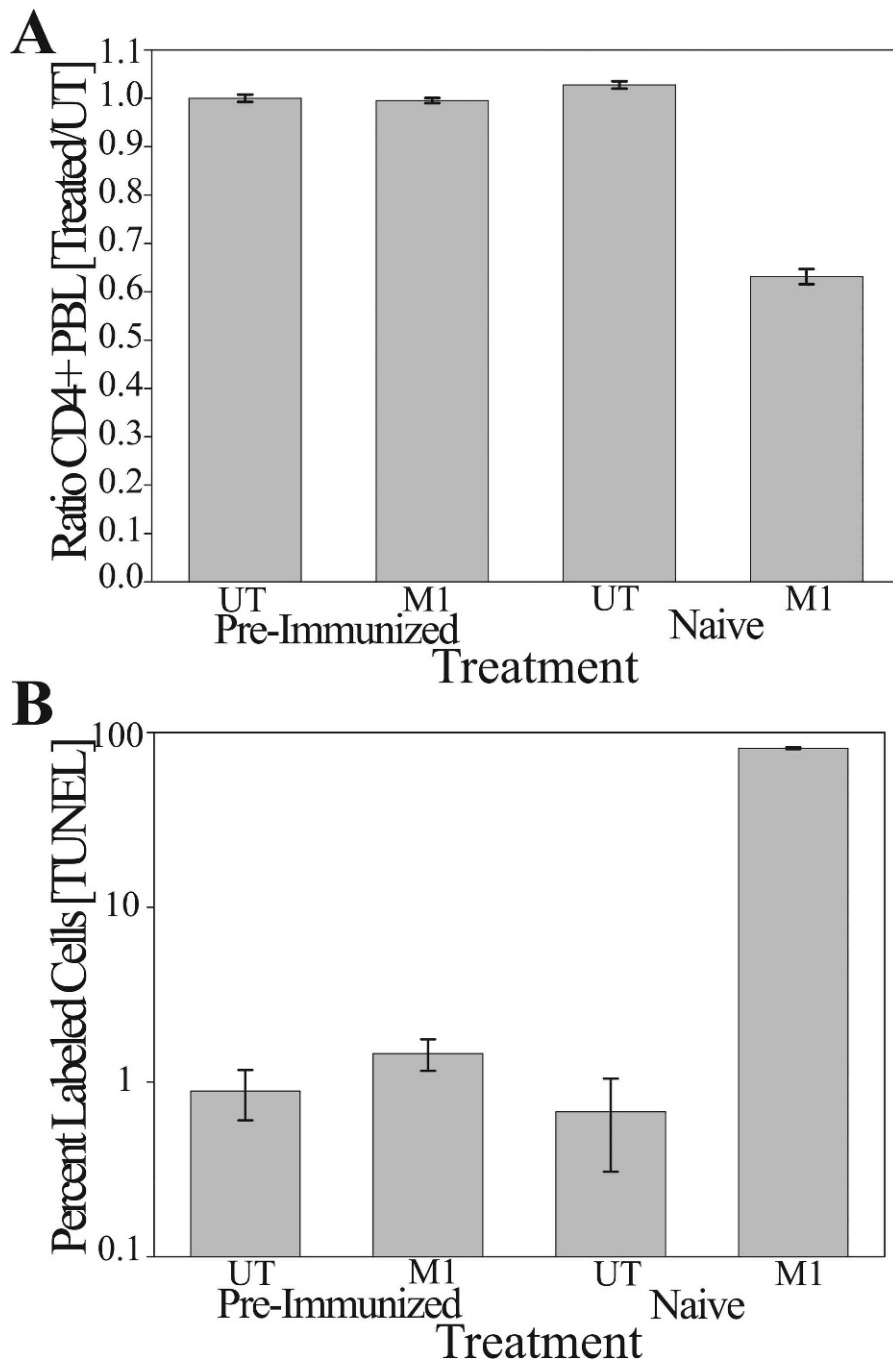 A
Ratio CD4+ PBL [Treated/UT]
1.1
1.0
0.9
0.8
0.7
0.6
0.5
0.4
0.3
0.2
0.1
0.0
UT M1 UT M1
Pre-Immunized Naive
Treatment
B
Percent Labeled Cells [TUNEL]
100
10
1
0.1
UT M1 UT M1
Pre-Immunized Naive
Treatment